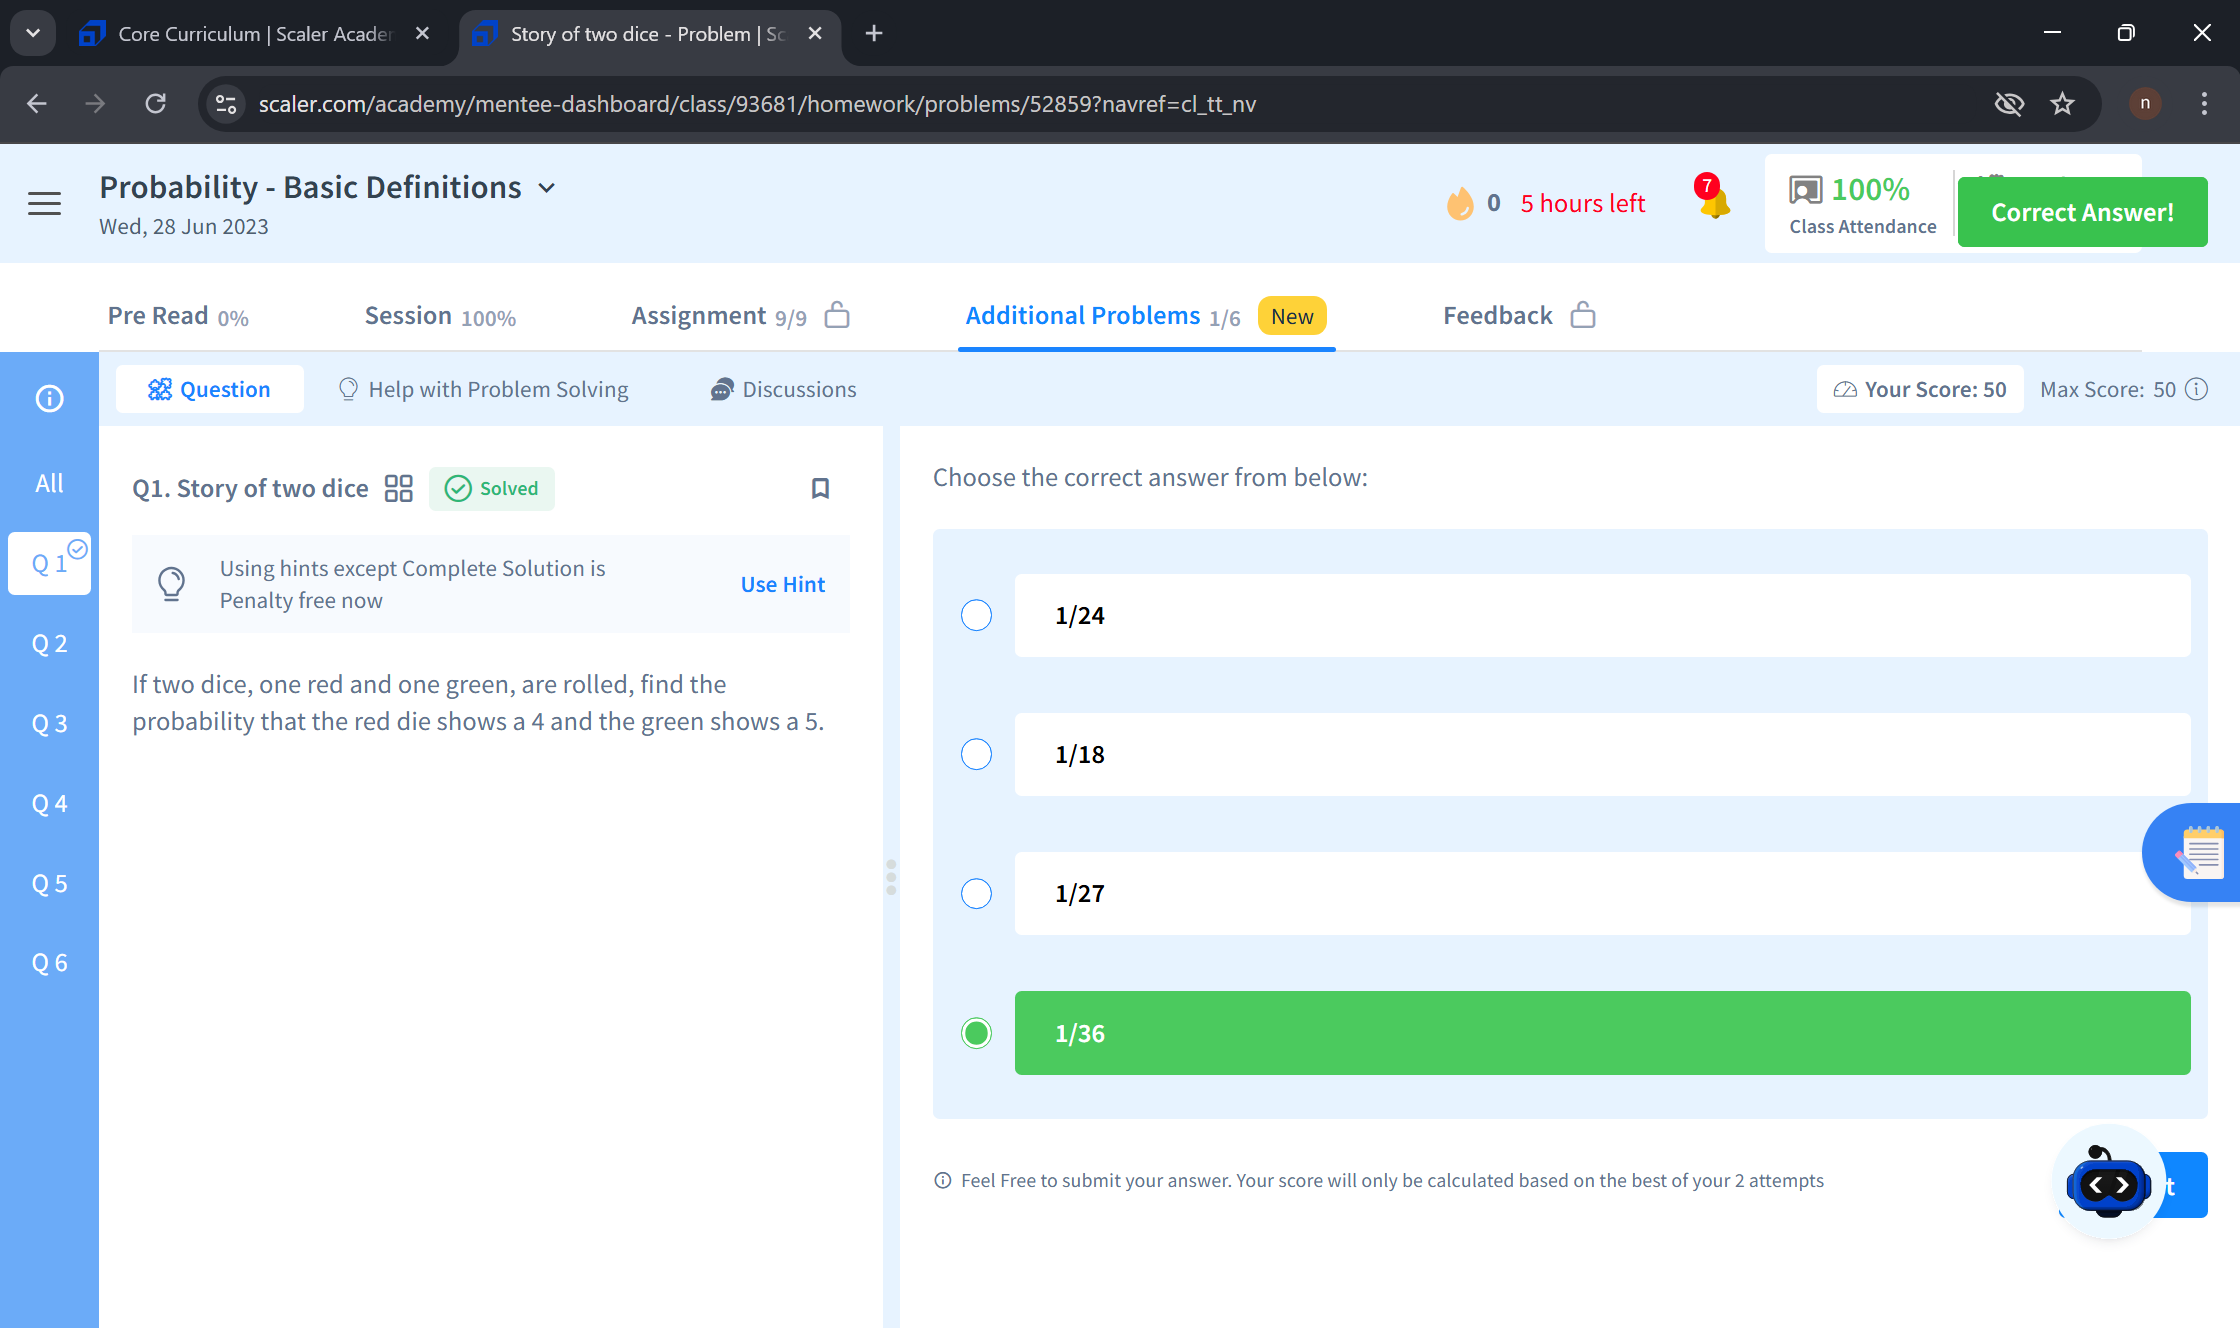 Core Curriculum | Scaler Acader
Story of two dice - Problem | Sc
scaler.com/academy/mentee-dashboard/class/93681/homework/problems/52859?navref=cl_tt_nv
n
Probability - Basic Definitions
Wed, 28 Jun 2023
0
5 hours left
7
100%
Class Attendance
Correct Answer!
Pre Read 0%
Session 100%
Assignment 9/9
Additional Problems 1/6
New
Feedback
Question
Help with Problem Solving
Discussions
Your Score: 50
Max Score: 50
All
Q 1
Q 2
Q 3
Q 4
Q 5
Q 6
Q1. Story of two dice
Solved
Using hints except Complete Solution is
Penalty free now
Use Hint
If two dice, one red and one green, are rolled, find the
probability that the red die shows a 4 and the green shows a 5.
Choose the correct answer from below:
1/24
1/18
1/27
1/36
Feel Free to submit your answer. Your score will only be calculated based on the best of your 2 attempts
t